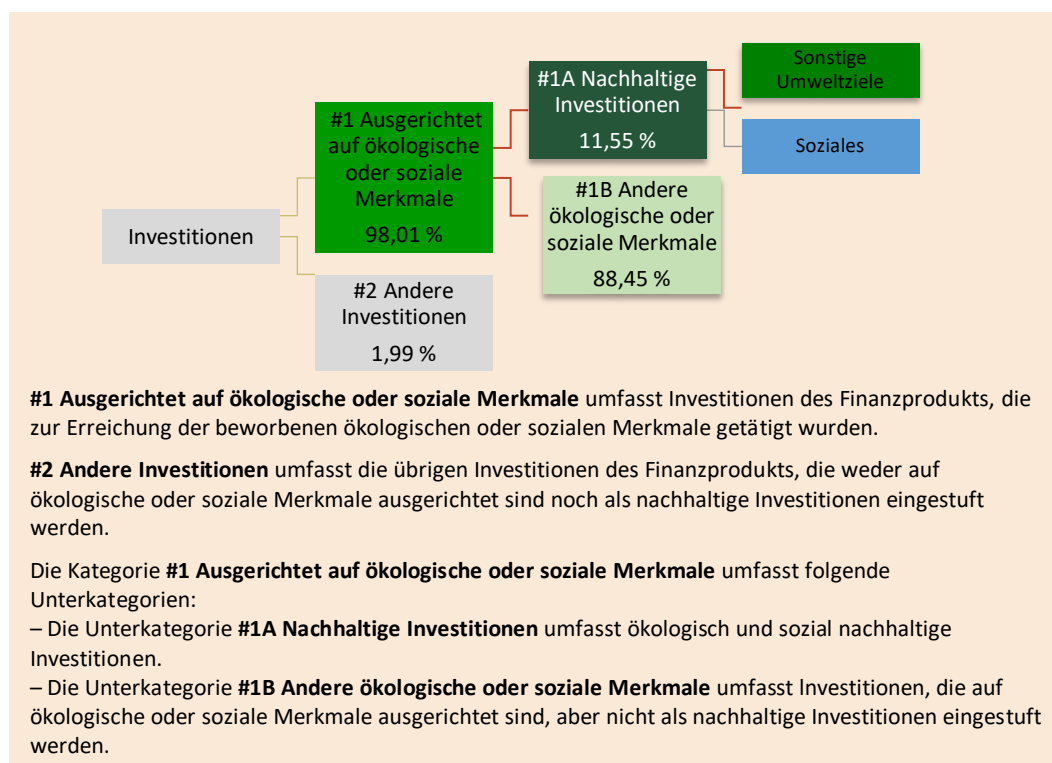 Sonstige
Umweltziele
#1A Nachhaltige
Investitionen
11,55 %
#1 Ausgerichtet
auf ökologische
oder soziale
Merkmale
98,01 %
Soziales
#1B Andere
ökologische oder
soziale Merkmale
88,45 %
Investitionen
#2 Andere
Investitionen
1,99 %
#1 Ausgerichtet auf ökologische oder soziale Merkmale umfasst Investitionen des Finanzprodukts, die
zur Erreichung der beworbenen ökologischen oder sozialen Merkmale getätigt wurden.
#2 Andere Investitionen umfasst die übrigen Investitionen des Finanzprodukts, die weder auf
ökologische oder soziale Merkmale ausgerichtet sind noch als nachhaltige Investitionen eingestuft
werden.
Die Kategorie #1 Ausgerichtet auf ökologische oder soziale Merkmale umfasst folgende
Unterkategorien:
– Die Unterkategorie #1A Nachhaltige Investitionen umfasst ökologisch und sozial nachhaltige
Investitionen.
– Die Unterkategorie #1B Andere ökologische oder soziale Merkmale umfasst Investitionen, die auf
ökologische oder soziale Merkmale ausgerichtet sind, aber nicht als nachhaltige Investitionen eingestuft
werden.